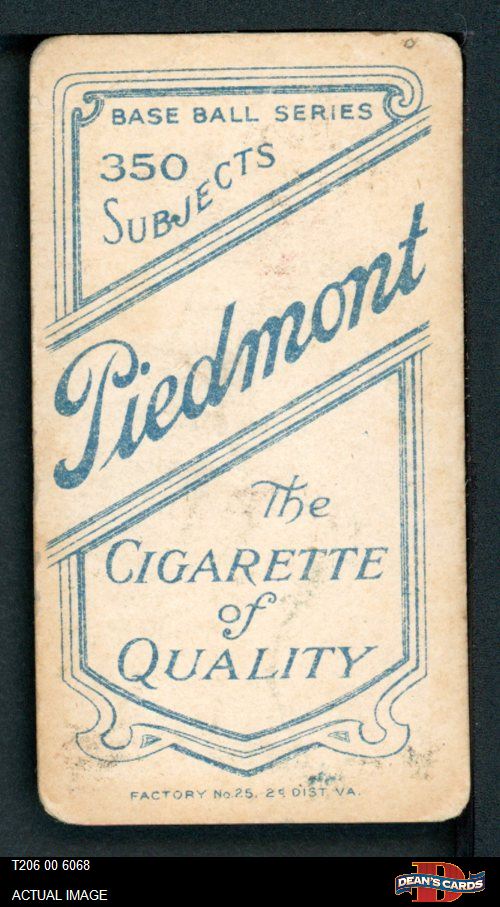 BASE BALL SERIES
350
SUBJECTS
Piedmont
The
CIGARETTE
of
QUALITY
FACTORY No. 25. 2d DIST. VA.
T206 00 6068
ACTUAL IMAGE
D
DEAN'S CARDS